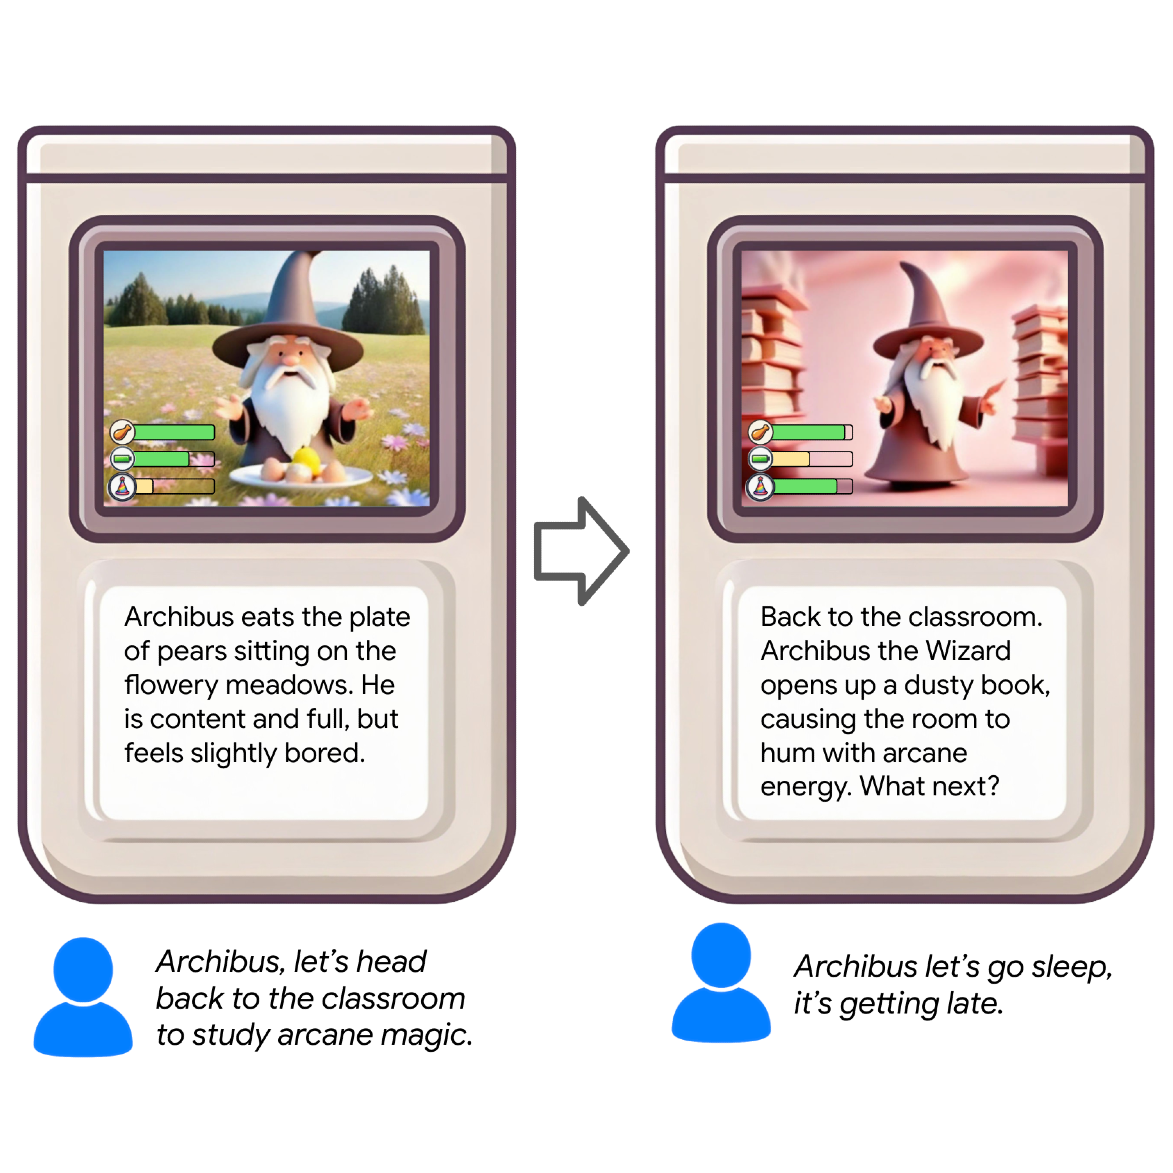 Archibus eats the plate
of pears sitting on the
flowery meadows. He
is content and full, but
feels slightly bored.
Archibus, let's head
back to the classroom
to study arcane magic.
Back to the classroom.
Archibus the Wizard
opens up a dusty book,
causing the room to
hum with arcane
energy. What next?
Archibus let's go sleep,
it's getting late.